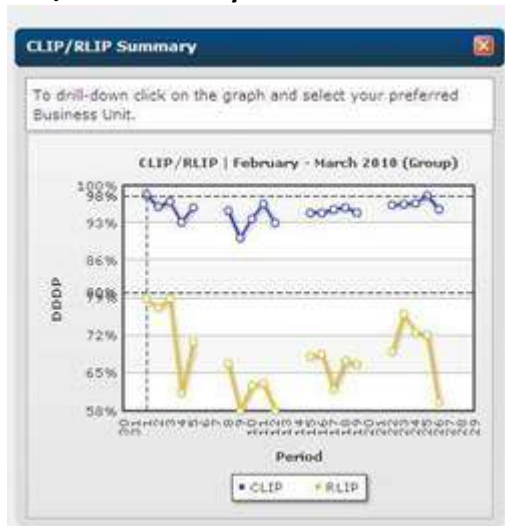 CLIP/RLIP Summary
To drill-down click on the graph and select your preferred
Business Unit.
CLIP/RLIP | February - March 2010 (Group)
100%
98%
93%
86%
80%
79%
72%
65%
58%
DDDP
Period
CLIP
RLIP